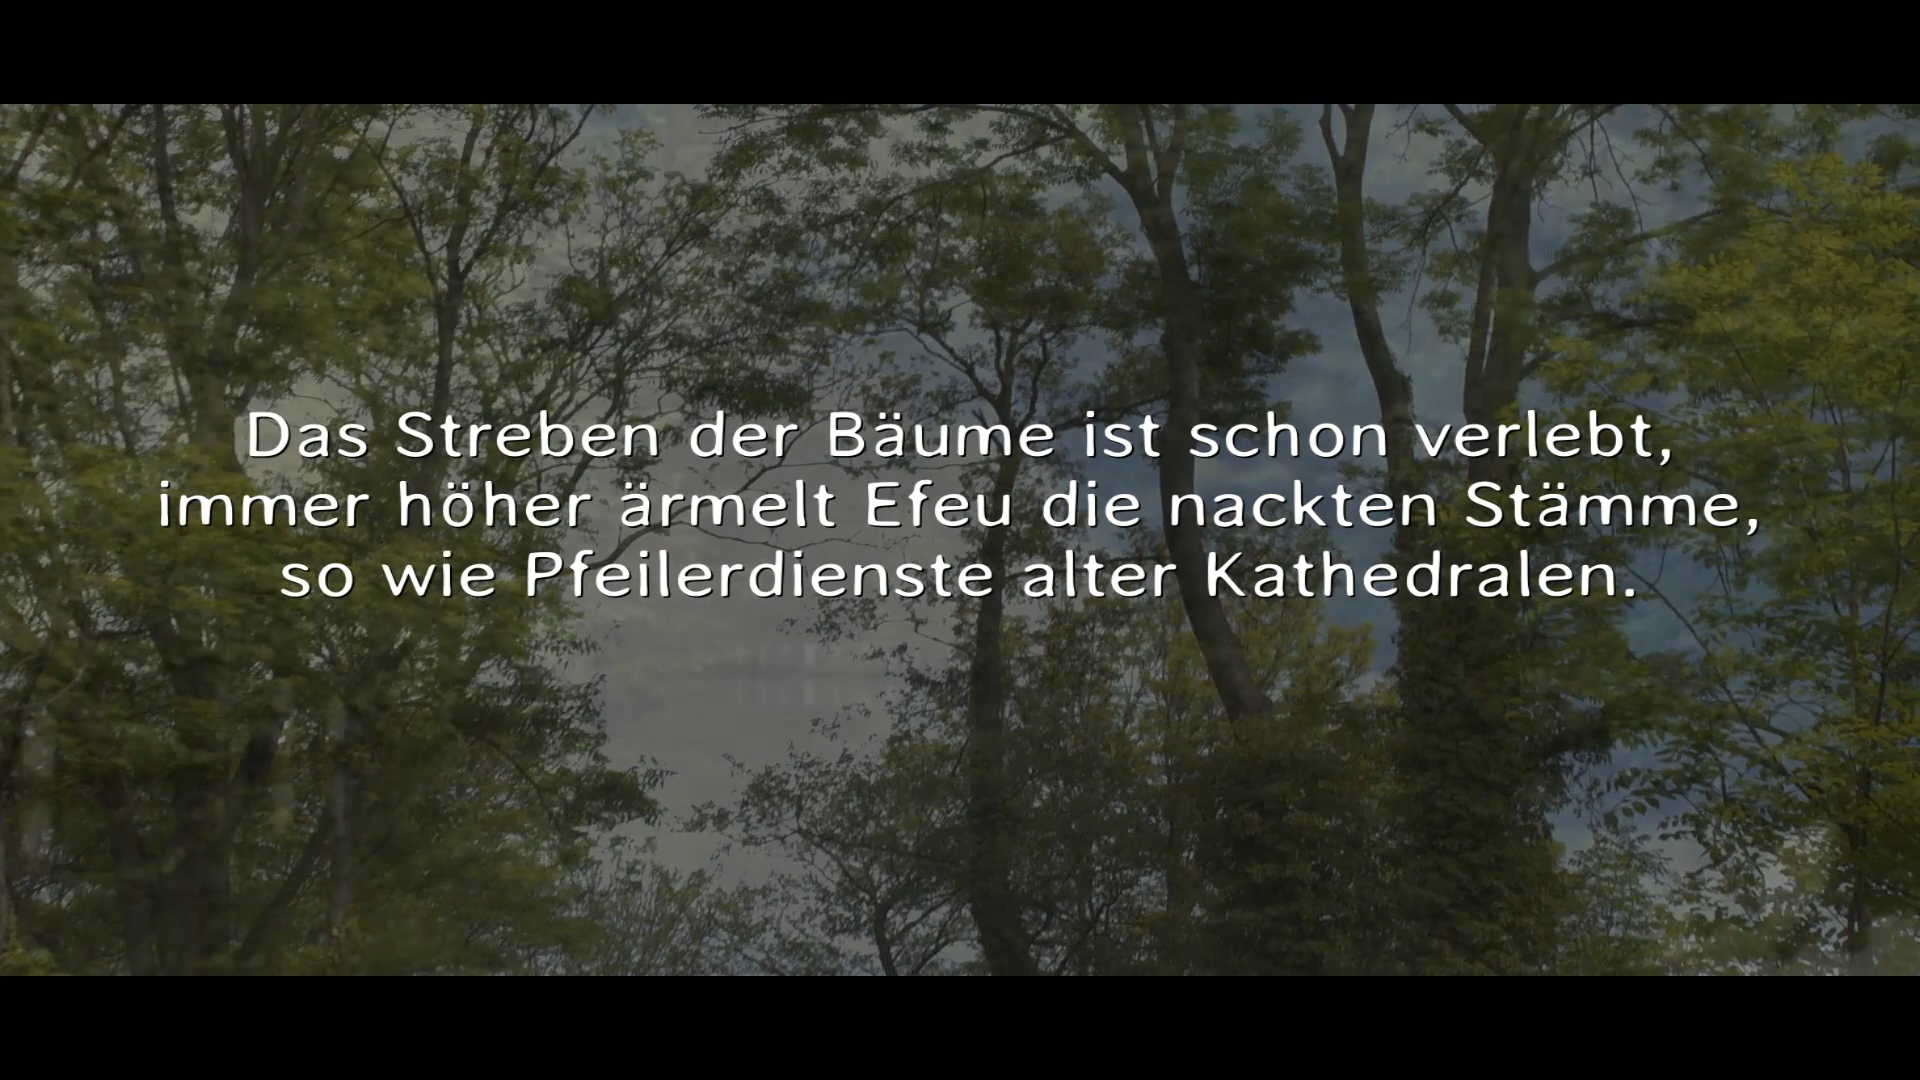 Das Streben der Bäume ist schon verlebt,
immer höher ärmelt Efeu die nackten Stämme,
so wie Pfeilerdienste alter Kathedralen.